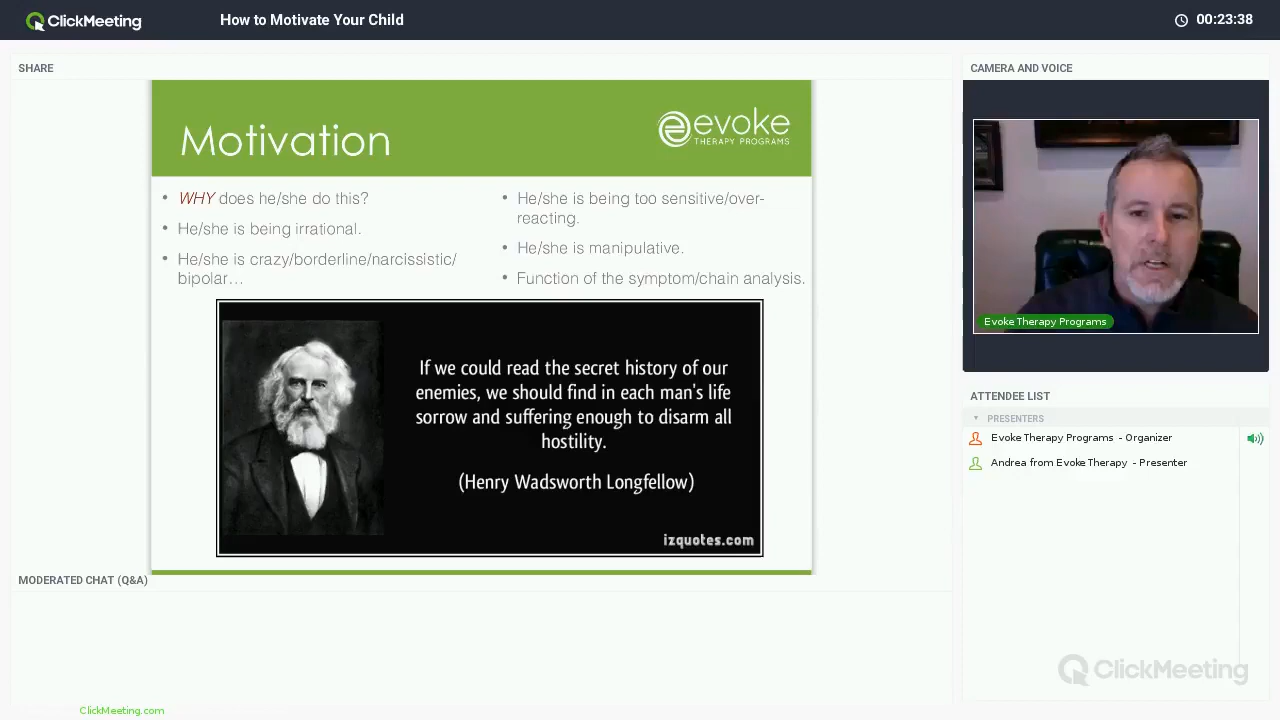 ClickMeeting
How to Motivate Your Child
00:23:38
SHARE
Motivation
evoke
THERAPY PROGRAMS
• WHY does he/she do this?
• He/she is being irrational.
• He/she is crazy/borderline/narcissistic/
bipolar…
• He/she is being too sensitive/over-
reacting.
• He/she is manipulative.
• Function of the symptom/chain analysis.
If we could read the secret history of our
enemies, we should find in each man's life
sorrow and suffering enough to disarm all
hostility.
(Henry Wadsworth Longfellow)
izquotes.com
MODERATED CHAT (Q&A)
ClickMeeting.com
CAMERA AND VOICE
Evoke Therapy Programs
ATTENDEE LIST
PRESENTERS
Evoke Therapy Programs - Organizer
Andrea from Evoke Therapy - Presenter
ClickMeeting